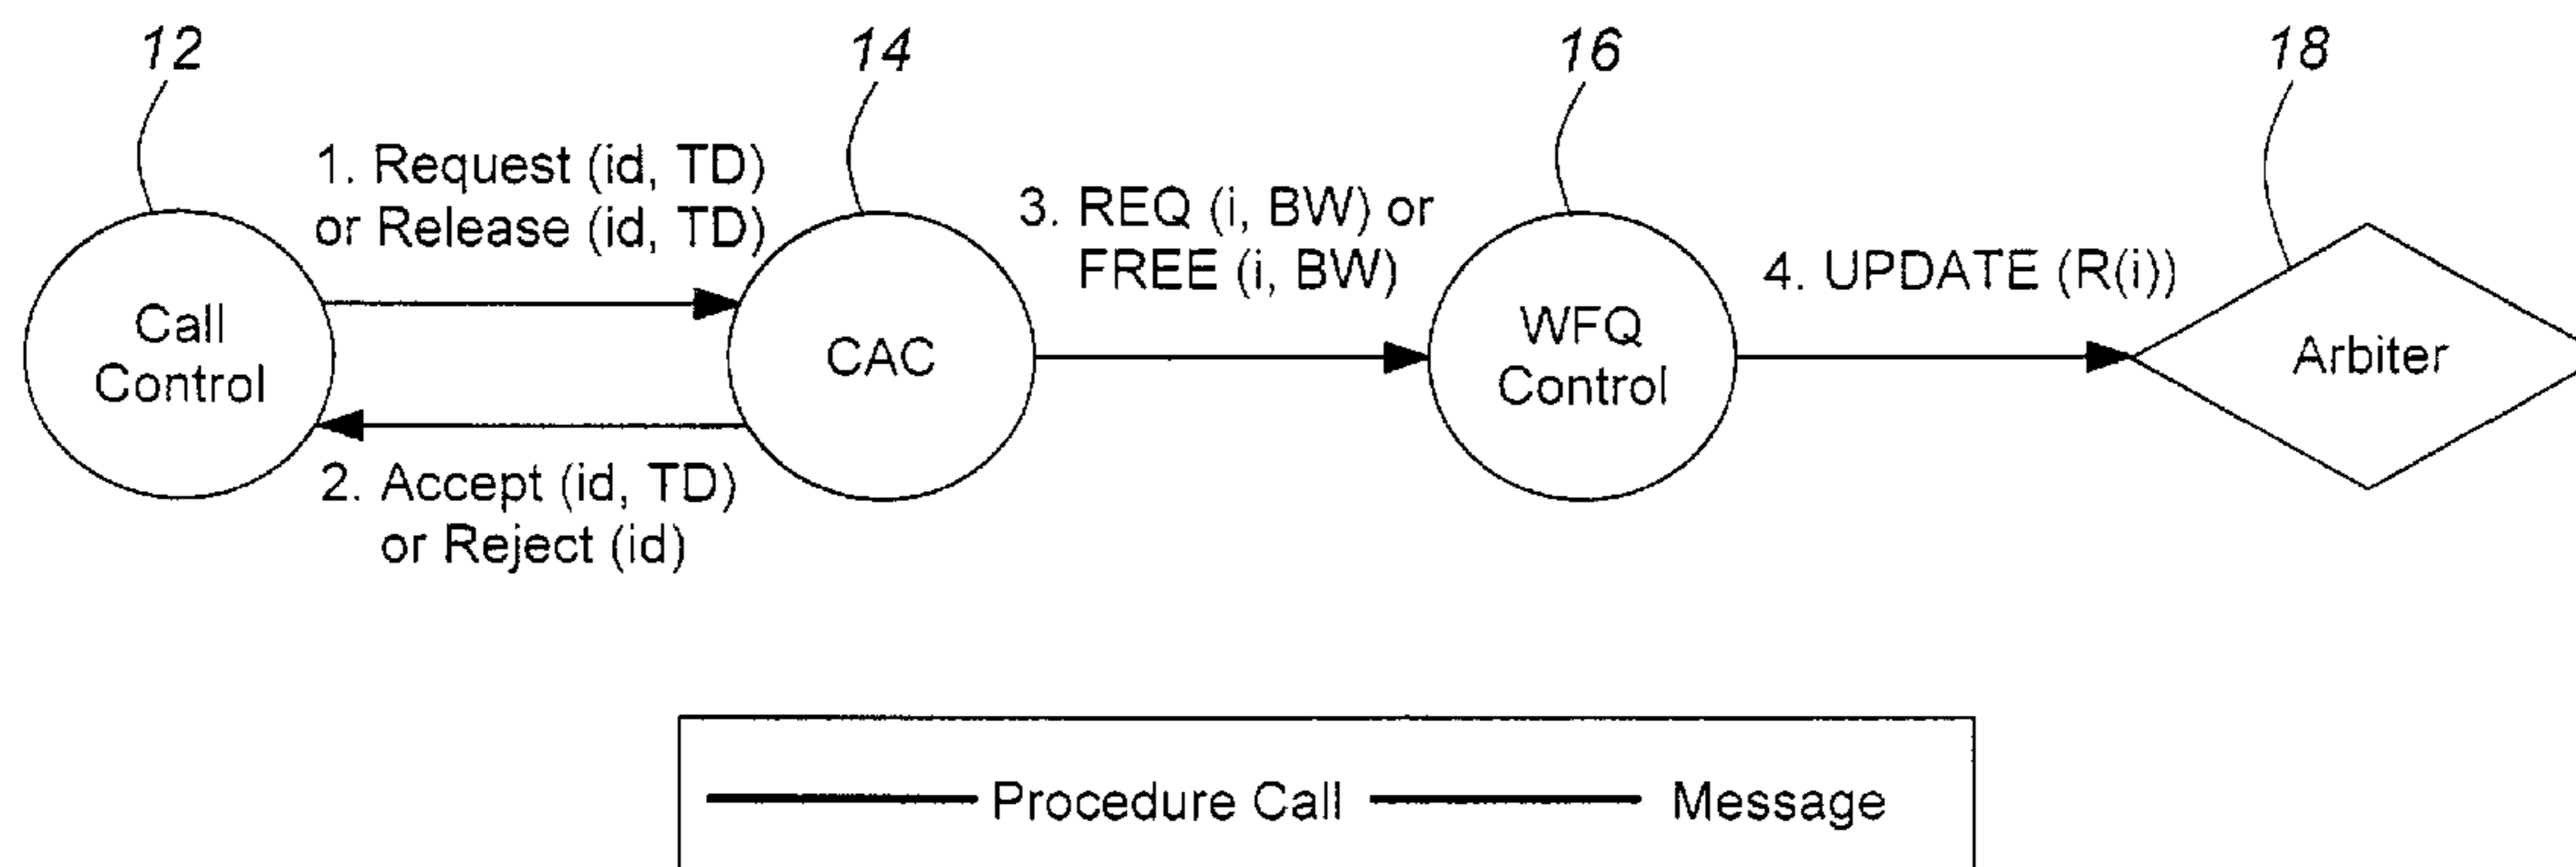 12
14
16
18
1. Request (id, TD)
or Release (id, TD)
3. REQ (i, BW) or
FREE (i, BW)
4. UPDATE (R(i))
Call
Control
CAC
WFQ
Control
Arbiter
2. Accept (id, TD)
or Reject (id)
Procedure Call
Message